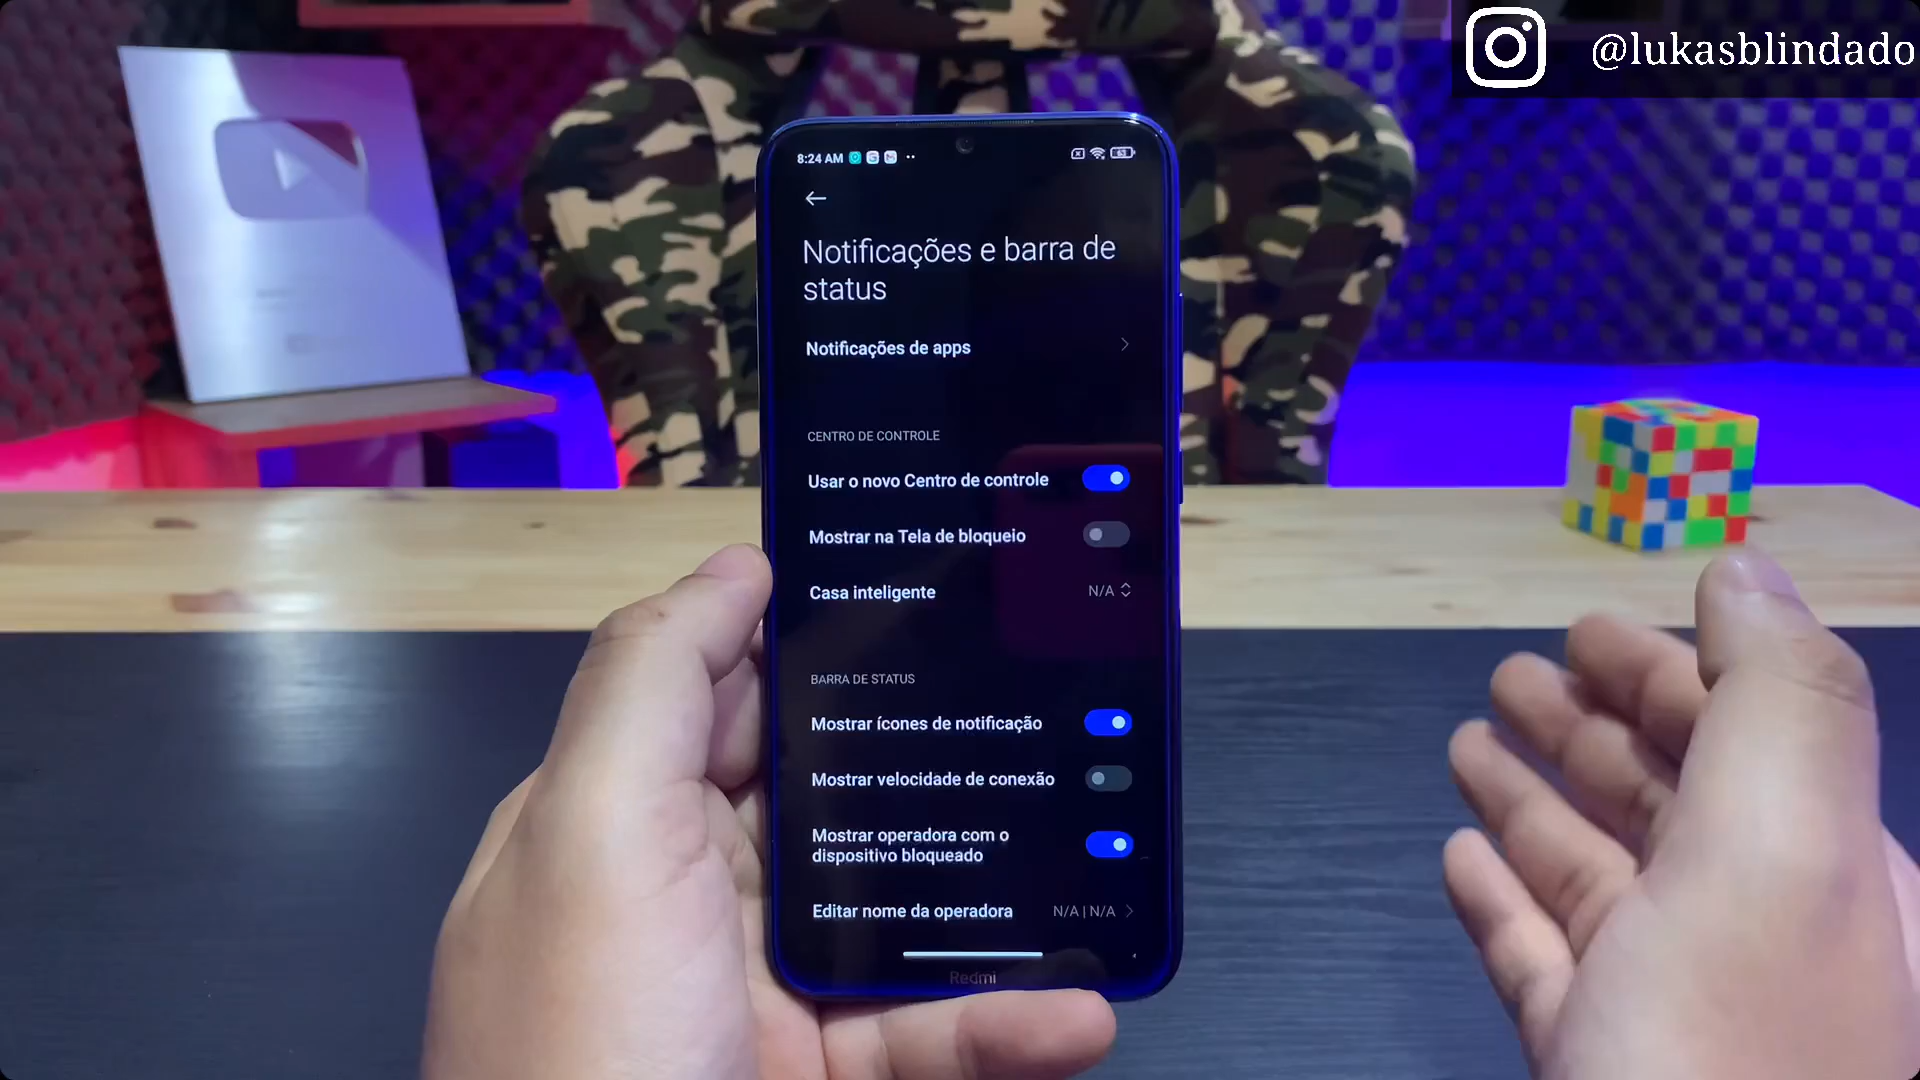 @lukasblindado
8:24 AM
63
Notificações e barra de
status
Notificações de apps
CENTRO DE CONTROLE
Usar o novo Centro de controle
Mostrar na Tela de bloqueio
Casa inteligente N/A
BARRA DE STATUS
Mostrar ícones de notificação
Mostrar velocidade de conexão
Mostrar operadora com o
dispositivo bloqueado
Editar nome da operadora N/A | N/A
Redmi